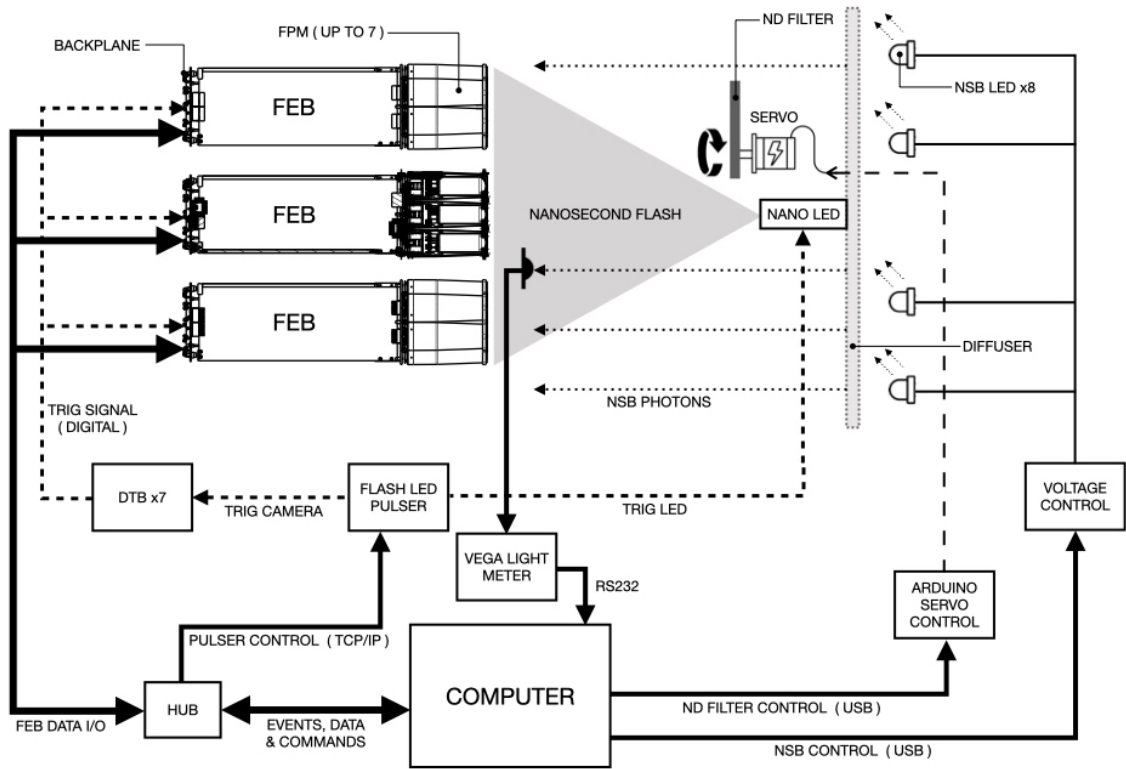 ND FILTER
FPM ( UP TO 7 )
BACKPLANE
FEB
NSB LED x8
SERVO
FEB
NANOSECOND FLASH
NANO LED
FEB
DIFFUSER
NSB PHOTONS
TRIG SIGNAL
( DIGITAL )
DTB x7
TRIG CAMERA
FLASH LED
PULSER
TRIG LED
VOLTAGE
CONTROL
VEGA LIGHT
METER
RS232
ARDUINO
SERVO
CONTROL
PULSER CONTROL ( TCP/IP )
COMPUTER
HUB
FEB DATA I/O
EVENTS, DATA
& COMMANDS
ND FILTER CONTROL ( USB )
NSB CONTROL ( USB )